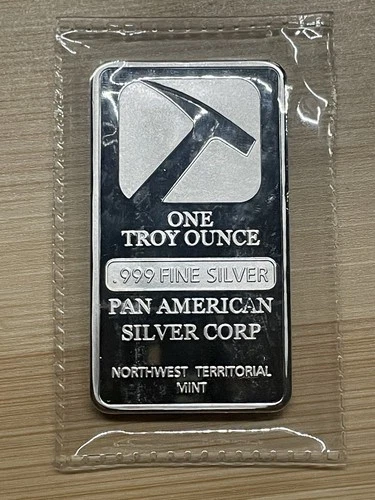 ONE
TROY OUNCE
.999 FINE SILVER
PAN AMERICAN
SILVER CORP
NORTHWEST TERRITORIAL
MINT